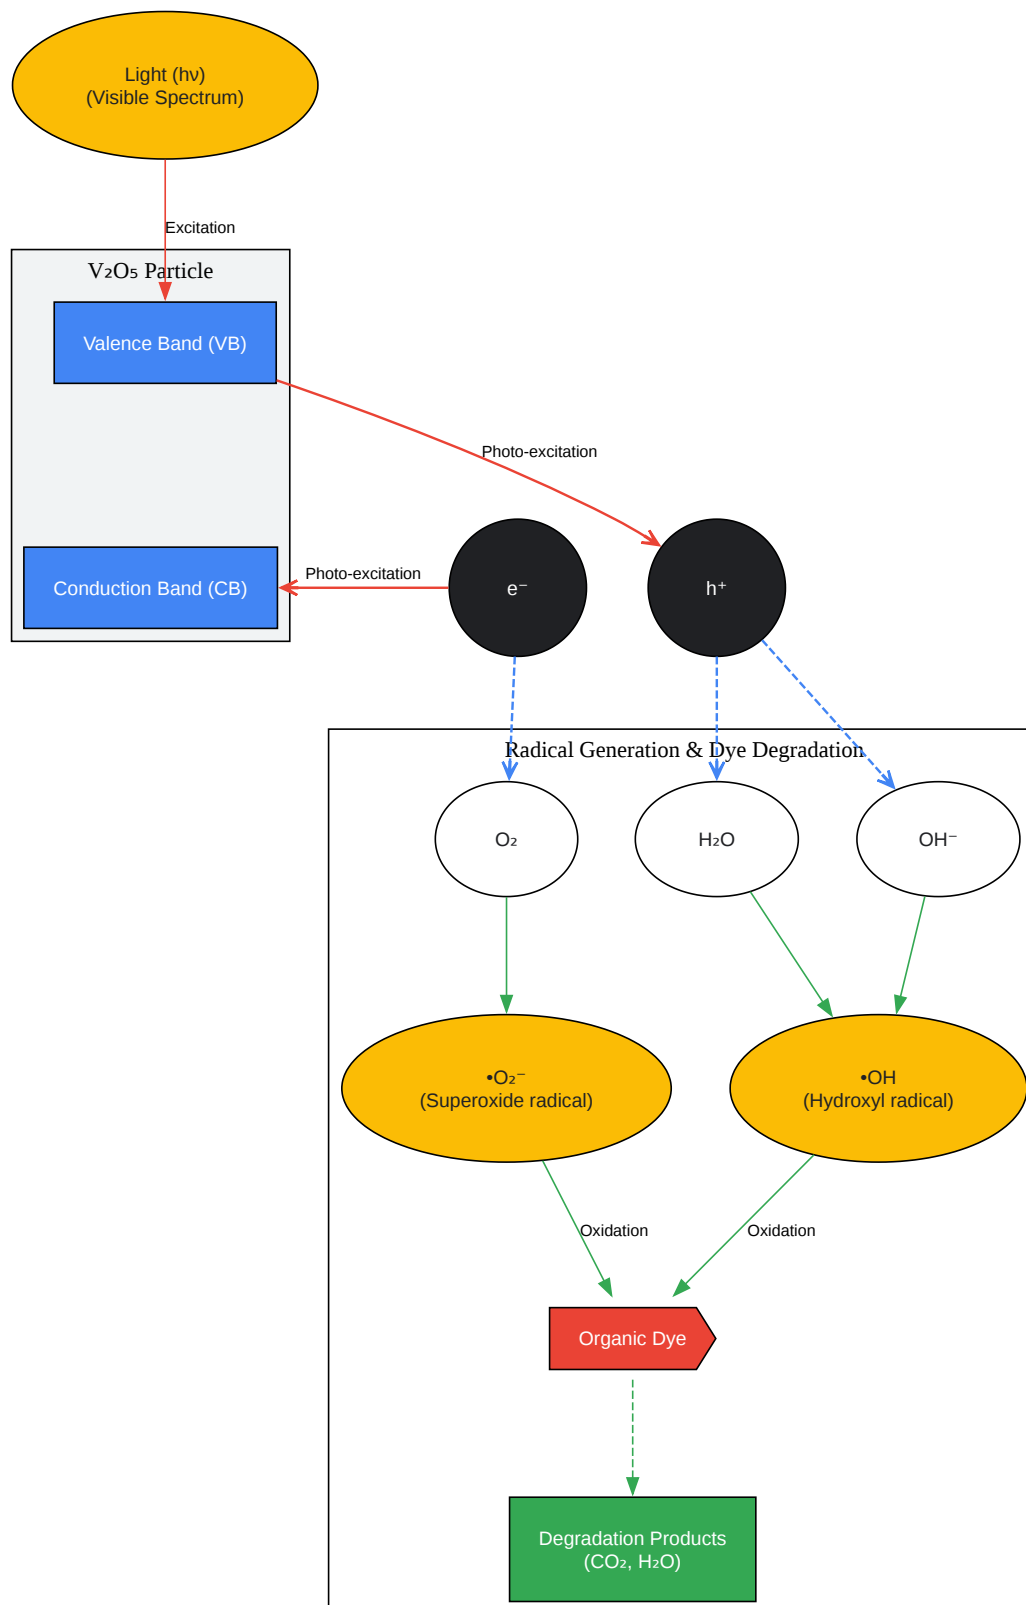 Light (hν)
(Visible Spectrum)
Excitation
V₂O₅ Particle
Valence Band (VB)
Photo-excitation
Photo-excitation
Conduction Band (CB)
e⁻
h⁺
Radical Generation & Dye Degradation
O₂
H₂O
OH⁻
•O₂⁻
(Superoxide radical)
•OH
(Hydroxyl radical)
Oxidation
Oxidation
Organic Dye
Degradation Products
(CO₂, H₂O)